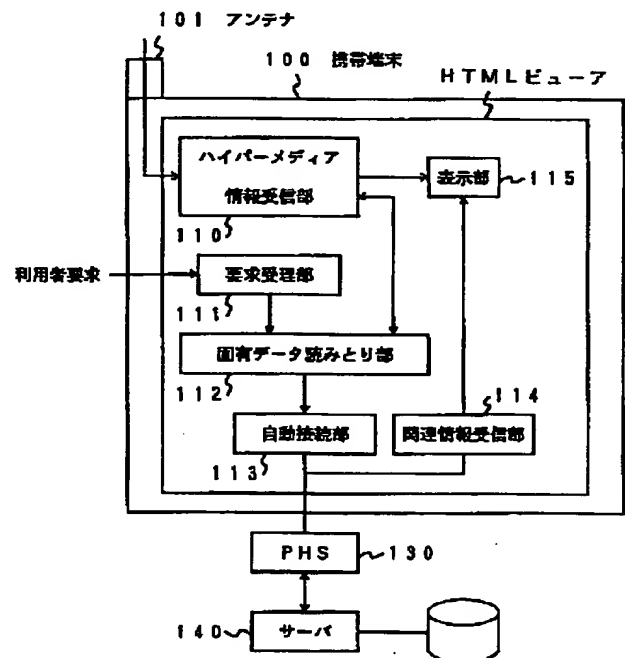 101 アンテナ
100 携帯端末
HTMLビューア
ハイパーメディア
情報受信部
110
表示部
115
利用者要求
要求受理部
111
固有データ読みとり部
112
114
自動接続部
113
関連情報受信部
PHS
130
140
サーバ